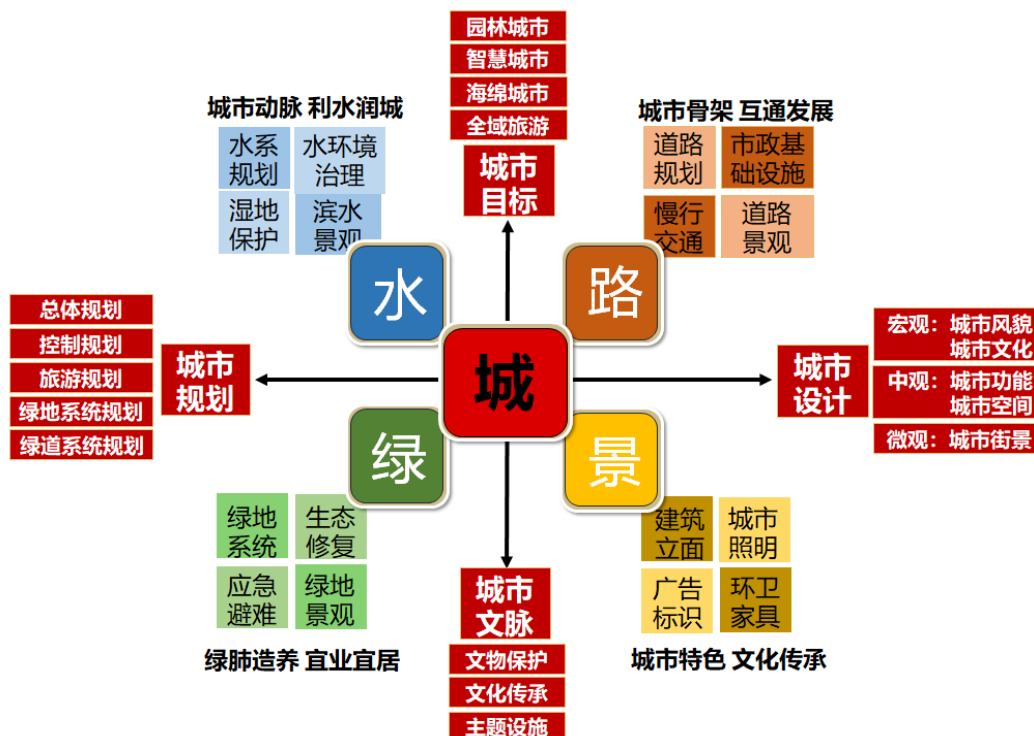 园林城市
智慧城市
海绵城市
全域旅游
城市
目标
城市动脉 利水润城
水系
规划
水环境
治理
湿地
保护
滨水
景观
城市骨架 互通发展
道路
规划
市政基
础设施
慢行
交通
道路
景观
水
路
城
绿
景
总体规划
控制规划
旅游规划
绿地系统规划
绿道系统规划
城市
规划
城市
设计
宏观：城市风貌
城市文化
中观：城市功能
城市空间
微观：城市街景
绿地
系统
生态
修复
应急
避难
绿地
景观
绿肺造养 宜业宜居
城市
文脉
文物保护
文化传承
主题设施
建筑
立面
城市
照明
广告
标识
环卫
家具
城市特色 文化传承